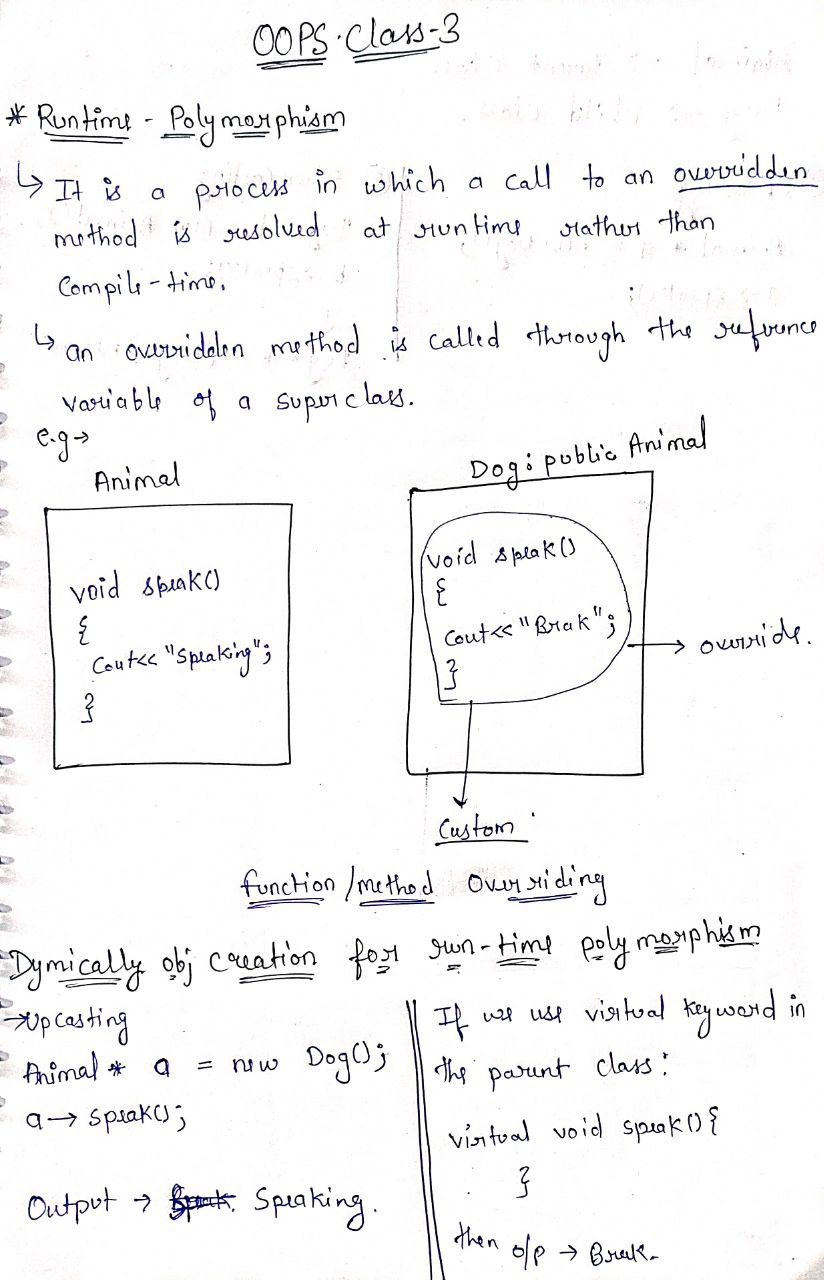 OOPS. Class-3
* Runtime - Polymorphism
↳ It is a process in which a call to an overridden
method is resolved at runtime rather than
Compile-time.
↳ an overridden method is called through the reference
variable of a superclass.
e.g →
Animal
void speak()
{
Cout<< "Speaking";
}
Dog : public Animal
void speak()
{
Cout<< "Brak";
}
→ override.
Custom
function/method Overriding
Dymically obj creation for run-time polymorphism
→ Upcasting
Animal * a = new Dog();
a → speak();
Output → Speaking.
If we use virtual keyword in
the parent class:
virtual void speak() {
}
then o/p → Brak.